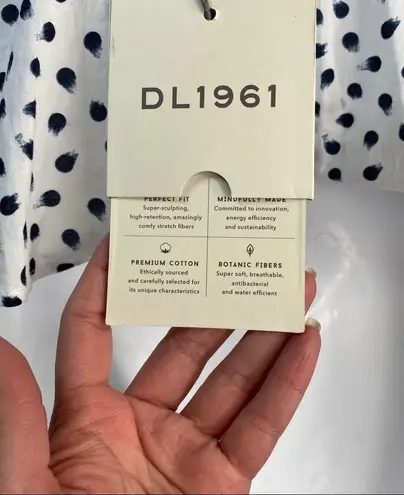 DL1961
PERFECT FIT
Super-sculpting,
high-retention, amazingly
comfy stretch fibers
MINDFULLY MADE
Committed to innovation,
energy efficiency
and sustainability
PREMIUM COTTON
Ethically sourced
and carefully selected for
its unique characteristics
BOTANIC FIBERS
Super soft, breathable,
antibacterial
and water efficient